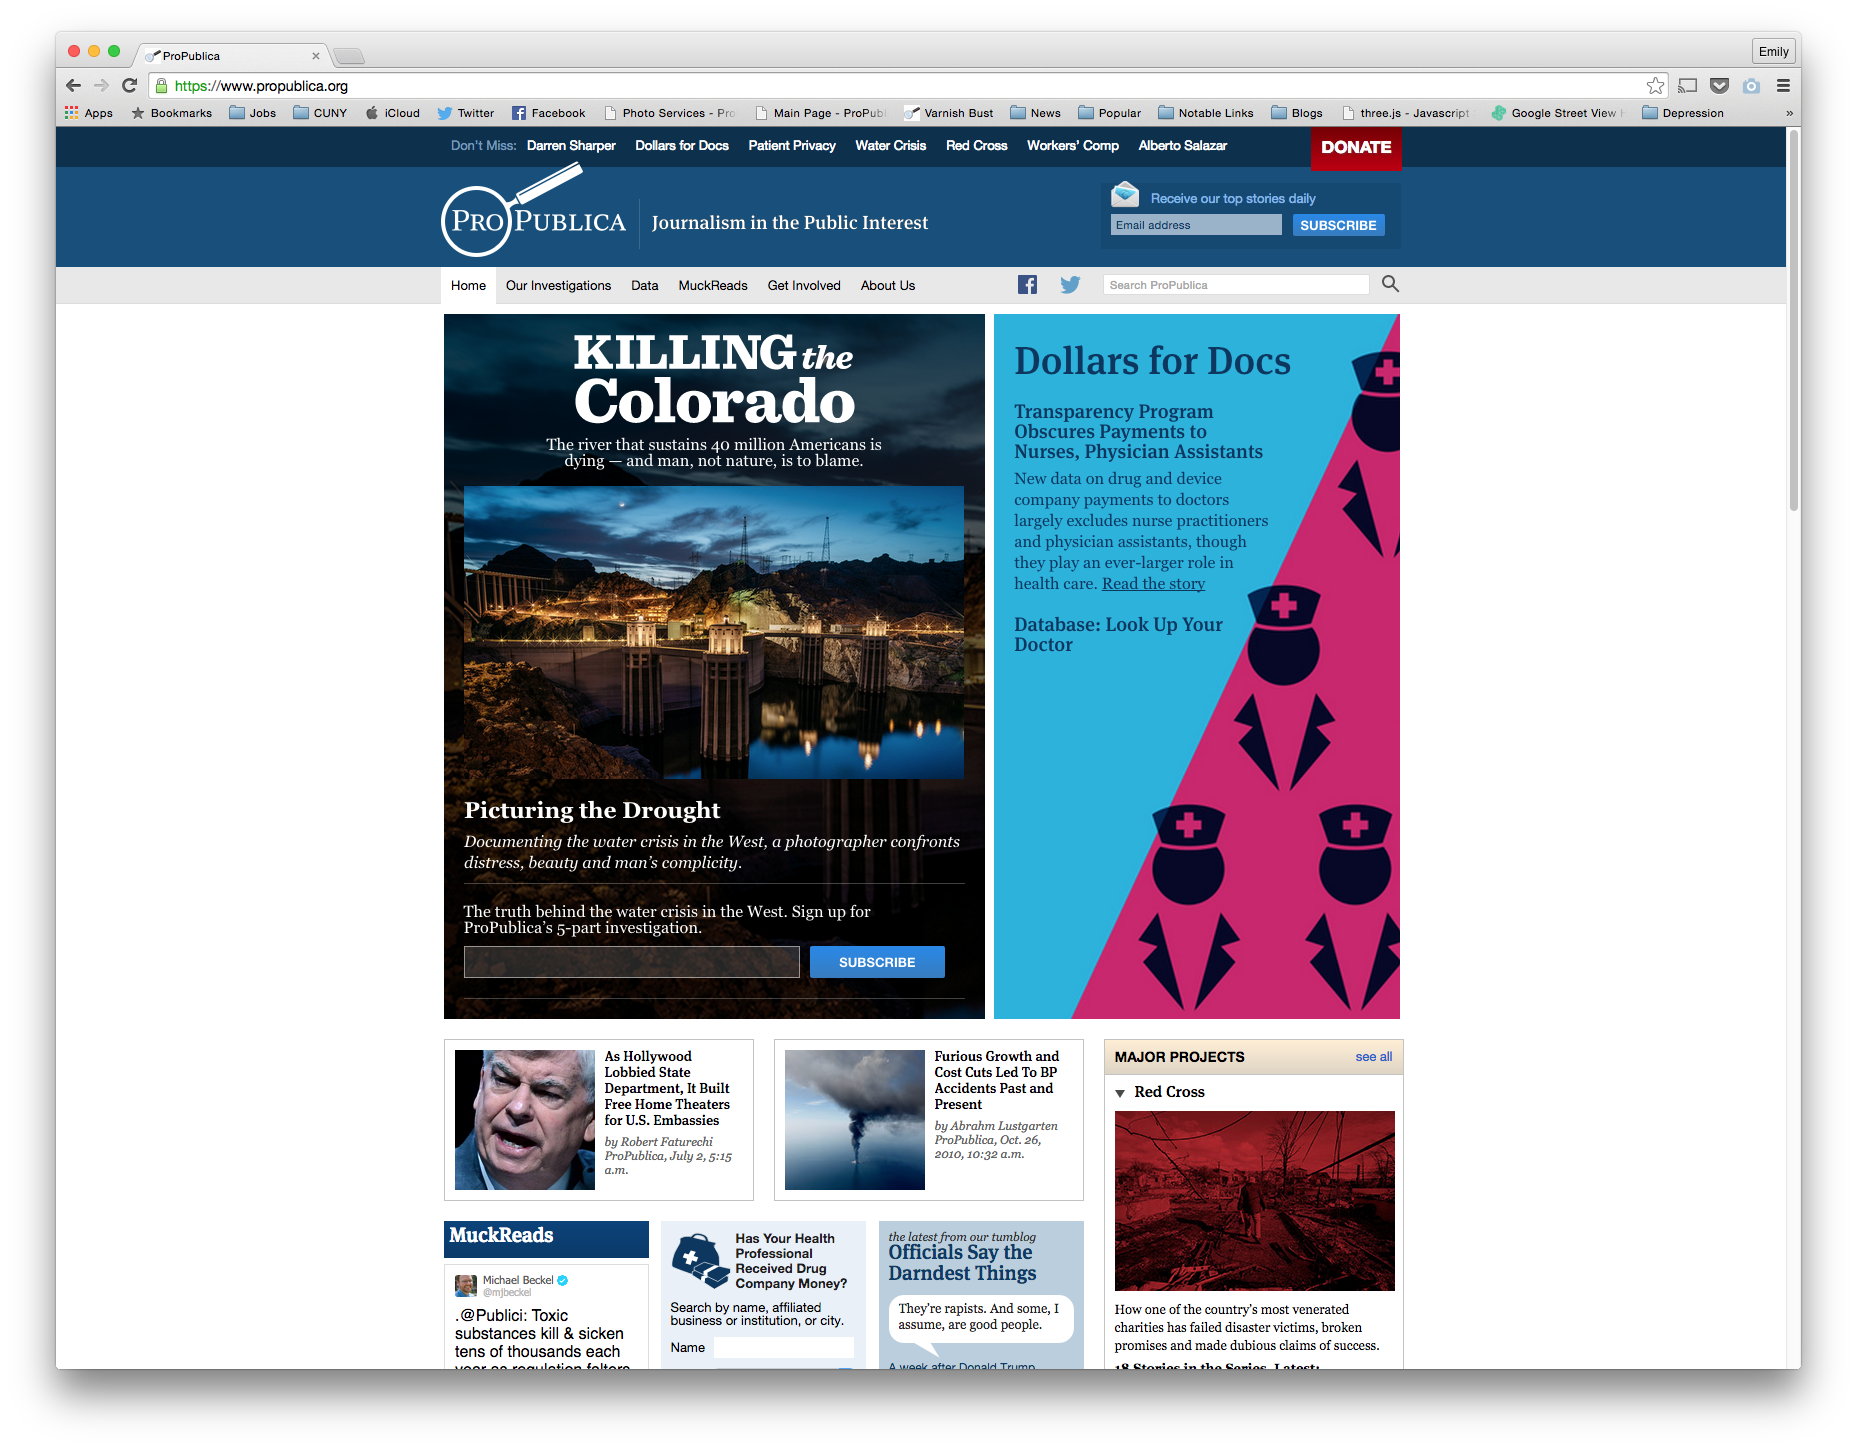 ProPublica
Emily
https://www.propublica.org
Apps
Bookmarks
Jobs
CUNY
iCloud
Twitter
Facebook
Photo Services - Pro
Main Page - ProPubl
Varnish Bust
News
Popular
Notable Links
Blogs
three.js - Javascript
Google Street View
Depression
»
Don't Miss: Darren Sharper Dollars for Docs Patient Privacy Water Crisis Red Cross Workers' Comp Alberto Salazar
DONATE
PROPUBLICA
Journalism in the Public Interest
Receive our top stories daily
Email address
SUBSCRIBE
Home Our Investigations Data MuckReads Get Involved About Us
Search ProPublica
KILLING the
Colorado
The river that sustains 40 million Americans is
dying — and man, not nature, is to blame.
Picturing the Drought
Documenting the water crisis in the West, a photographer confronts
distress, beauty and man's complicity.
The truth behind the water crisis in the West. Sign up for
ProPublica's 5-part investigation.
SUBSCRIBE
Dollars for Docs
Transparency Program
Obscures Payments to
Nurses, Physician Assistants
New data on drug and device
company payments to doctors
largely excludes nurse practitioners
and physician assistants, though
they play an ever-larger role in
health care. Read the story
Database: Look Up Your
Doctor
As Hollywood
Lobbied State
Department, It Built
Free Home Theaters
for U.S. Embassies
by Robert Faturechi
ProPublica, July 2, 5:15
a.m.
Furious Growth and
Cost Cuts Led To BP
Accidents Past and
Present
by Abrahm Lustgarten
ProPublica, Oct. 26,
2010, 10:32 a.m.
MAJOR PROJECTS
see all
Red Cross
How one of the country's most venerated
charities has failed disaster victims, broken
promises and made dubious claims of success.
18 Stories in the Series. Latest:
MuckReads
Michael Beckel
@mjbeckel
.@Publici: Toxic
substances kill & sicken
tens of thousands each
year as regulation falters
Has Your Health
Professional
Received Drug
Company Money?
Search by name, affiliated
business or institution, or city.
Name
the latest from our tumblog
Officials Say the
Darndest Things
They're rapists. And some, I
assume, are good people.
A week after Donald Trump